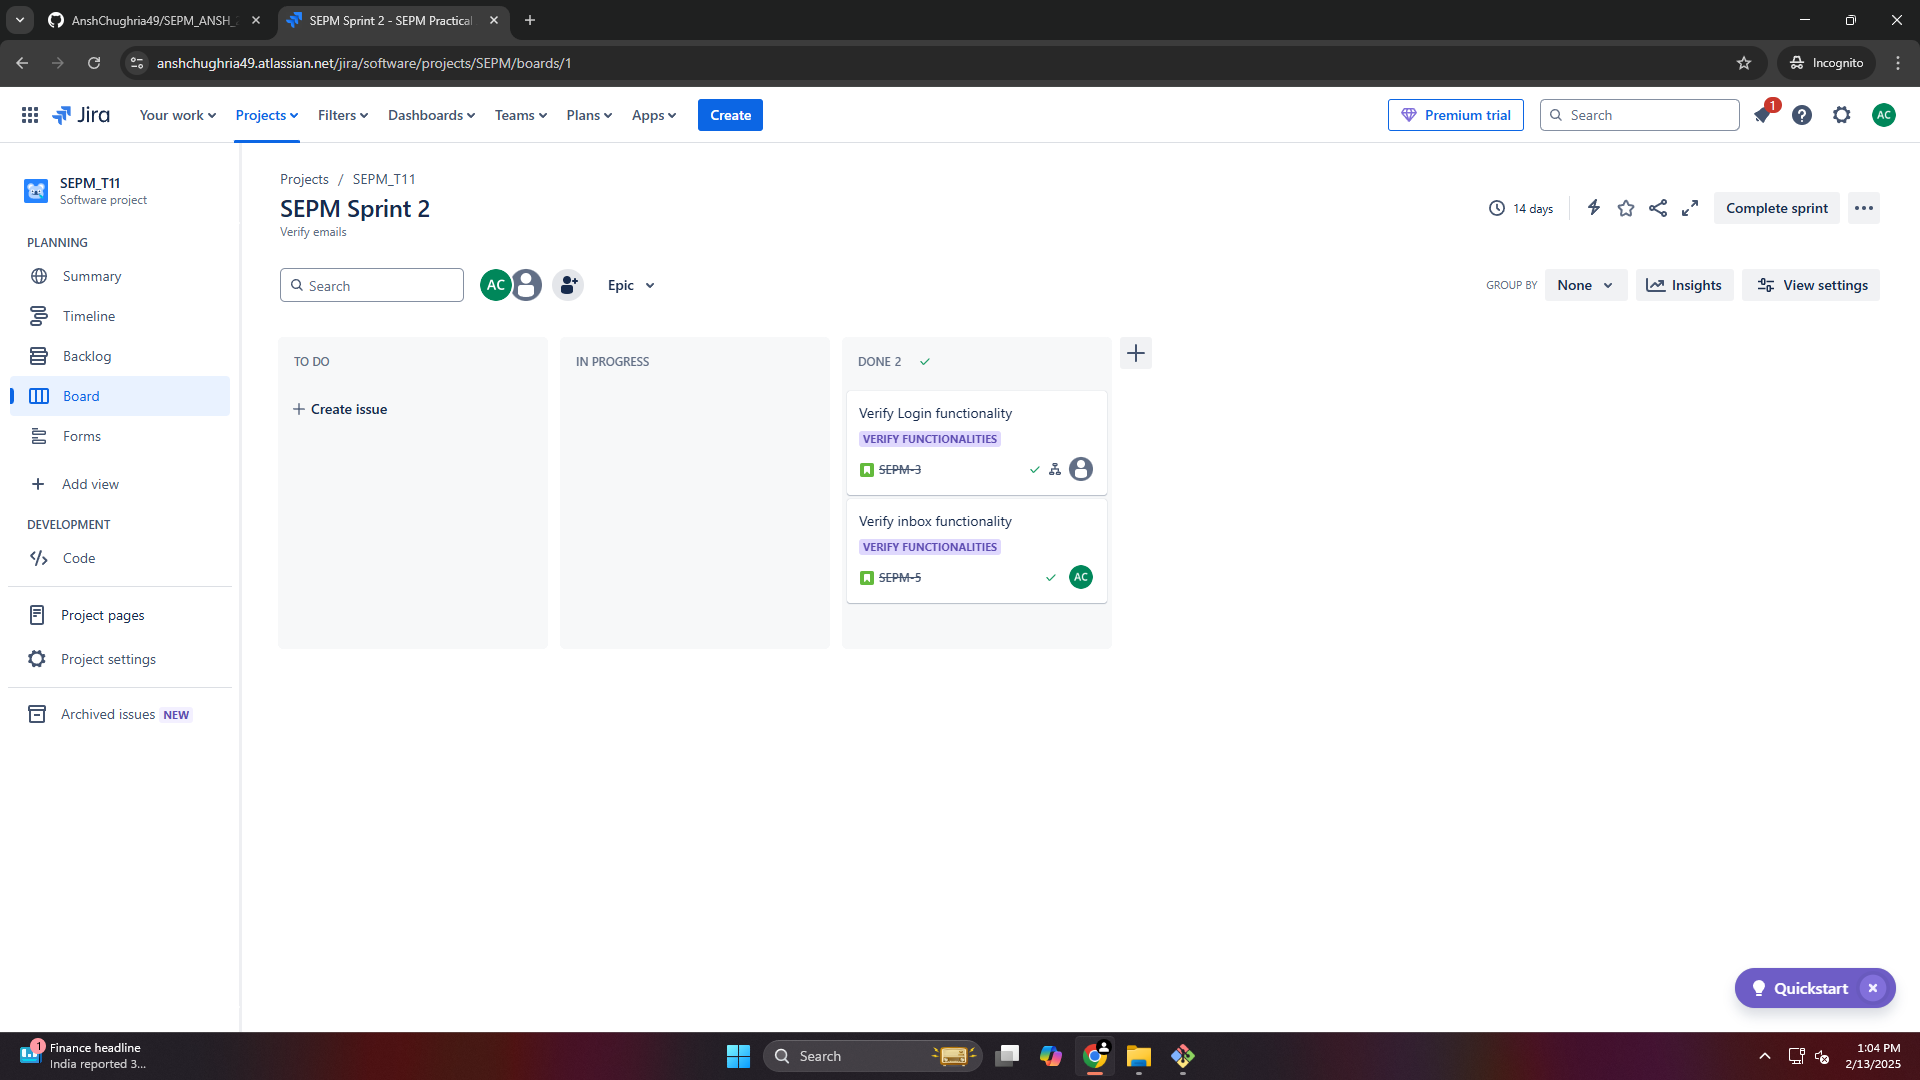 AnshChughria49/SEPM_ANSH_2
SEPM Sprint 2 - SEPM Practical
anshchughria49.atlassian.net/jira/software/projects/SEPM/boards/1
Incognito
Jira
Your work
Projects
Filters
Dashboards
Teams
Plans
Apps
Create
Premium trial
Search
1
AC
SEPM_T11
Software project
PLANNING
Summary
Timeline
Backlog
Board
Forms
Add view
DEVELOPMENT
Code
Project pages
Project settings
Archived issues NEW
Projects / SEPM_T11
SEPM Sprint 2
Verify emails
14 days
Complete sprint
Search
AC
Epic
GROUP BY
None
Insights
View settings
TO DO
Create issue
IN PROGRESS
DONE 2
Verify Login functionality
VERIFY FUNCTIONALITIES
SEPM-3
Verify inbox functionality
VERIFY FUNCTIONALITIES
SEPM-5
AC
Quickstart
1
Finance headline
India reported 3...
Search
1:04 PM
2/13/2025